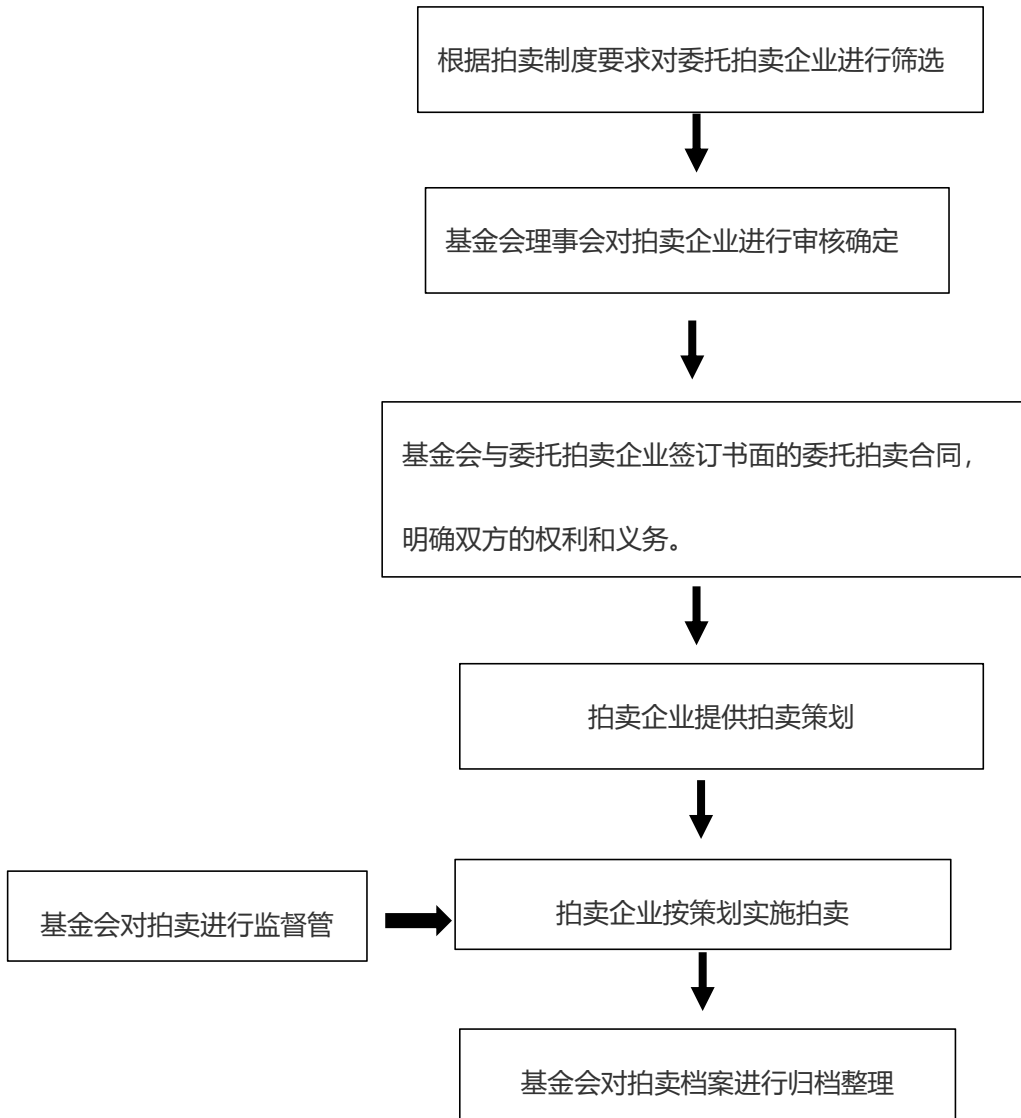 根据拍卖制度要求对委托拍卖企业进行筛选
基金会理事会对拍卖企业进行审核确定
基金会与委托拍卖企业签订书面的委托拍卖合同，
明确双方的权利和义务。
拍卖企业提供拍卖策划
基金会对拍卖进行监督管
拍卖企业按策划实施拍卖
基金会对拍卖档案进行归档整理